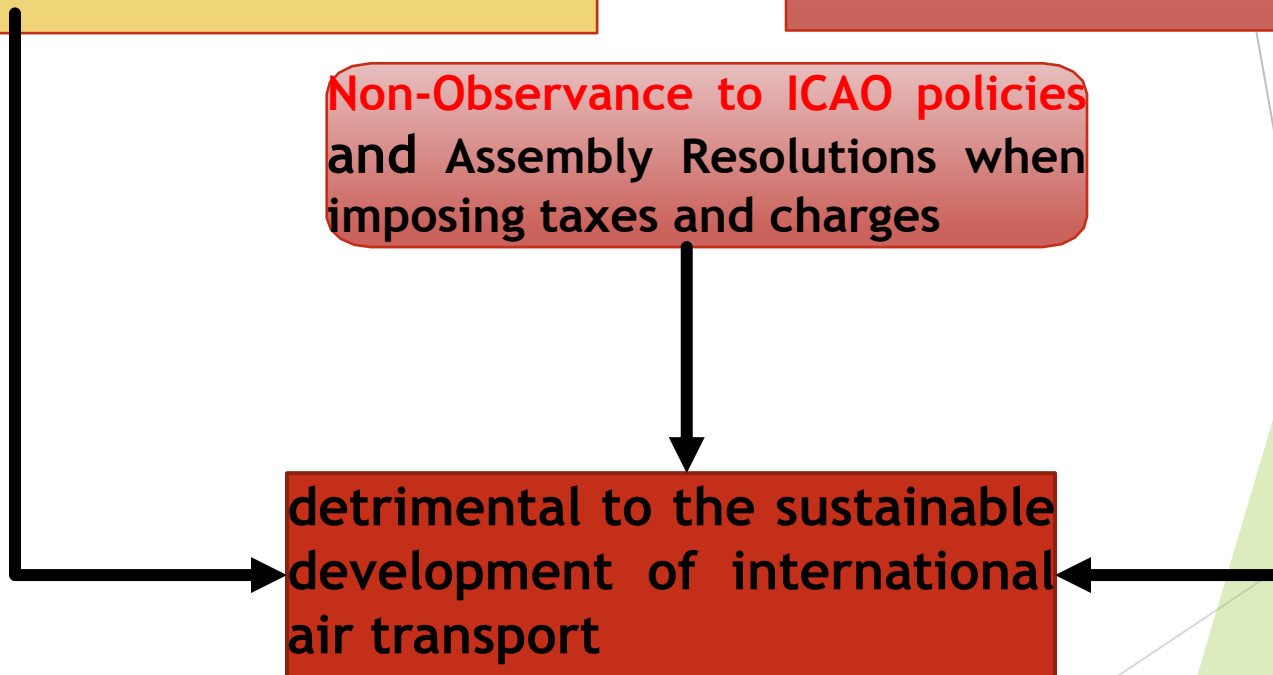 Non-Observance to ICAO policies
and Assembly Resolutions when
imposing taxes and charges
detrimental to the sustainable
development of international
air transport